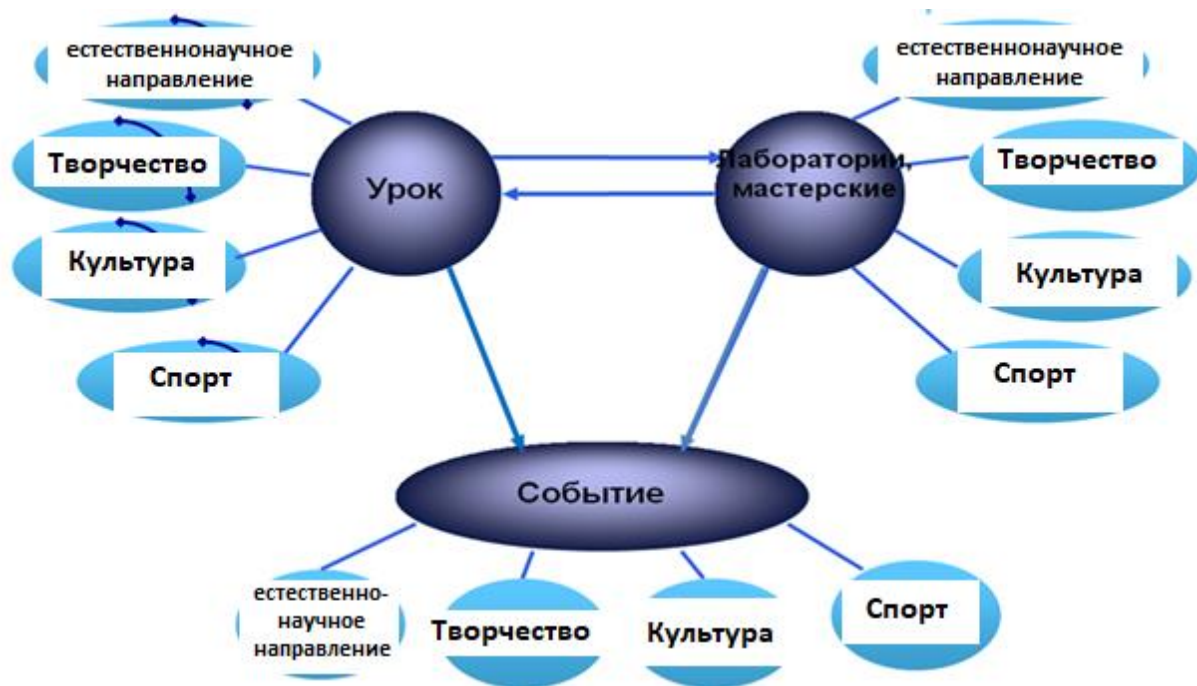 естественнонаучное
направление
Творчество
Культура
Спорт
Урок
Лаборатории,
мастерские
естественнонаучное
направление
Творчество
Культура
Спорт
Событие
естественно-
научное
направление
Творчество
Культура
Спорт